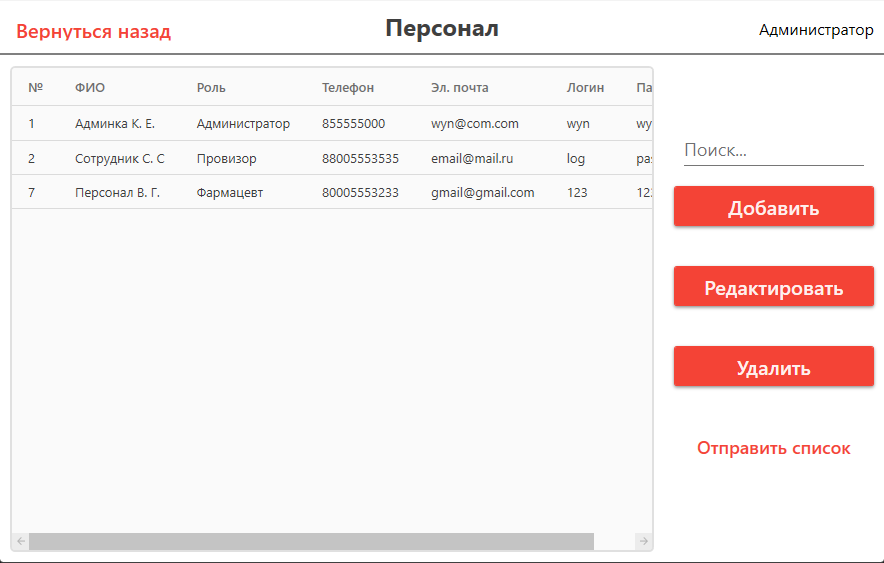 Вернуться назад Персонал Администратор
№ ФИО Роль Телефон Эл. почта Логин Па
1 Админка К. Е. Администратор 855555000 wyn@com.com wyn wy
2 Сотрудник С. С Провизор 88005553535 email@mail.ru log pa
7 Персонал В. Г. Фармацевт 80005553233 gmail@gmail.com 123 12
Поиск...
Добавить
Редактировать
Удалить
Отправить список